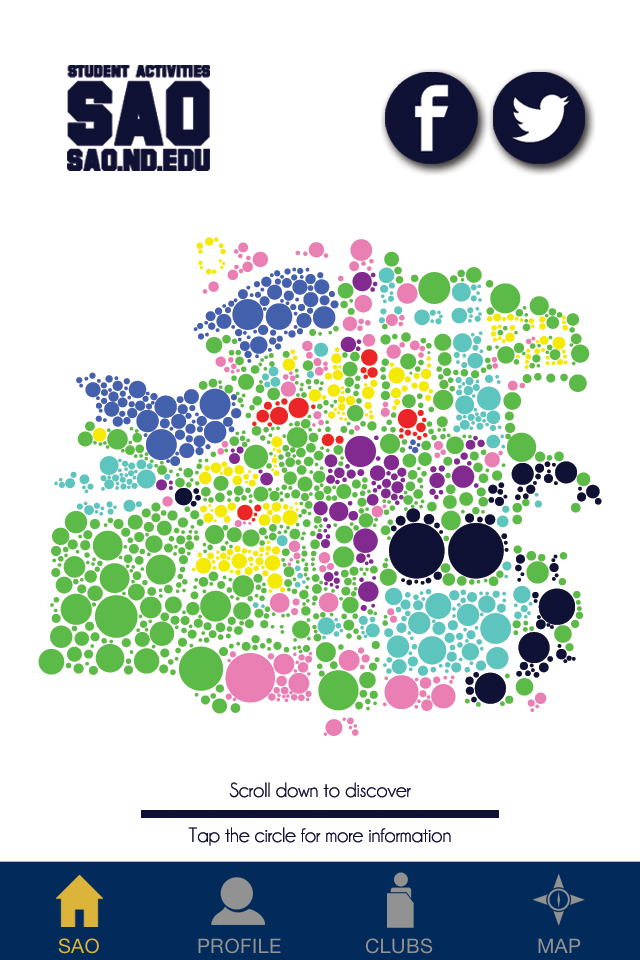 STUDENT ACTIVITIES
SAO
SAO.ND.EDU
Scroll down to discover
Tap the circle for more information
SAO
PROFILE
CLUBS
MAP